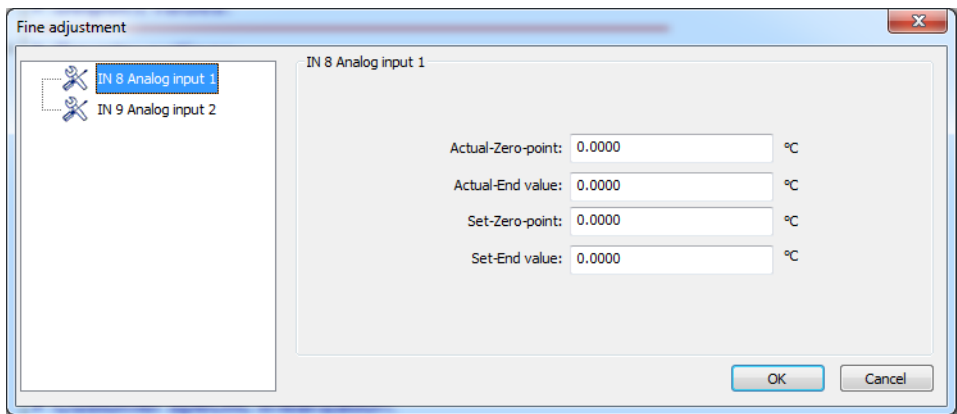 Fine adjustment
IN 8 Analog input 1
IN 9 Analog input 2
IN 8 Analog input 1
Actual-Zero-point: 0.0000 °C
Actual-End value: 0.0000 °C
Set-Zero-point: 0.0000 °C
Set-End value: 0.0000 °C
OK Cancel